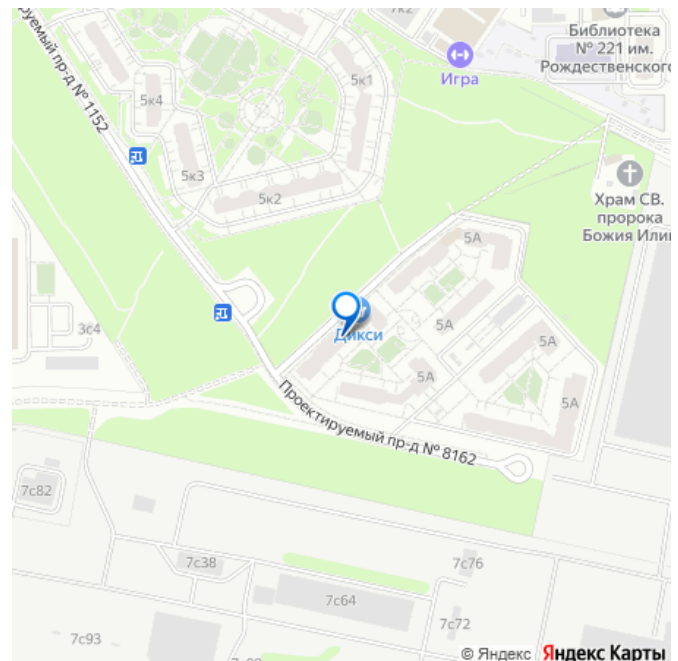 7к2
Библиотека
№ 221 им.
Рождественского
Игра
руемый пр-д № 1152
5к1
5к4
5к3
5к2
Храм СВ.
пророка
Божия Илии
5А
3с4
Дикси
5А
5А
5А
5А
Проектируемый пр-д № 8162
7с82
7с38
7с76
7с64
7с72
7с93
© Яндекс Яндекс Карты